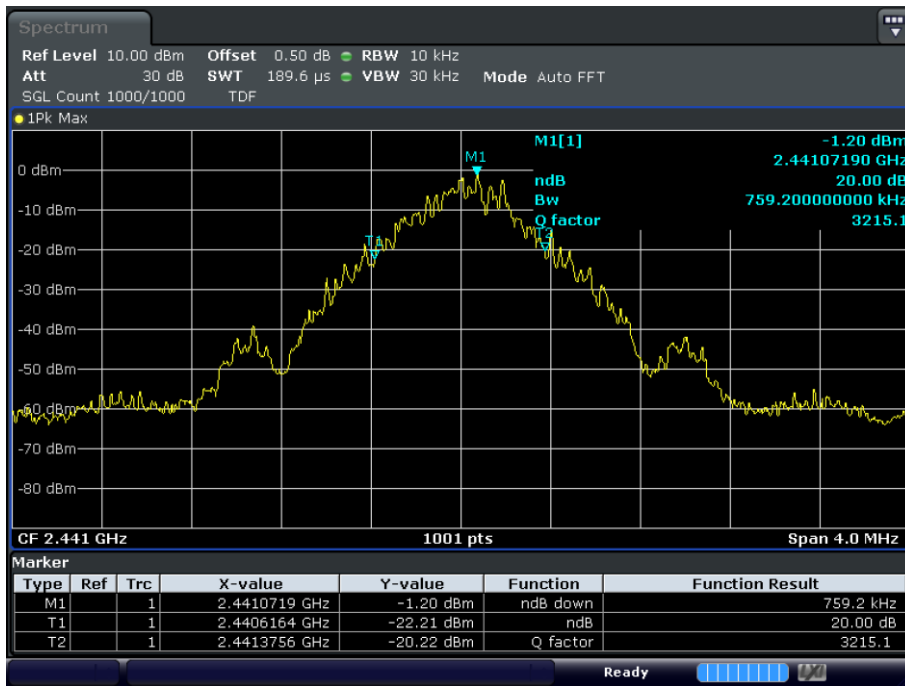 Spectrum
Ref Level 10.00 dBm Offset 0.50 dB RBW 10 kHz
Att 30 dB SWT 189.6 µs VBW 30 kHz Mode Auto FFT
SGL Count 1000/1000 TDF
1Pk Max
M1[1] -1.20 dBm
2.44107190 GHz
M1
ndB 20.00 dB
Bw 759.200000000 kHz
Q factor 3215.1
T1
T2
0 dBm
-10 dBm
-20 dBm
-30 dBm
-40 dBm
-50 dBm
-60 dBm
-70 dBm
-80 dBm
CF 2.441 GHz 1001 pts Span 4.0 MHz
Marker
Type Ref Trc X-value Y-value Function Function Result
M1 1 2.4410719 GHz -1.20 dBm ndB down 759.2 kHz
T1 1 2.4406164 GHz -22.21 dBm ndB 20.00 dB
T2 1 2.4413756 GHz -20.22 dBm Q factor 3215.1
Ready LXI